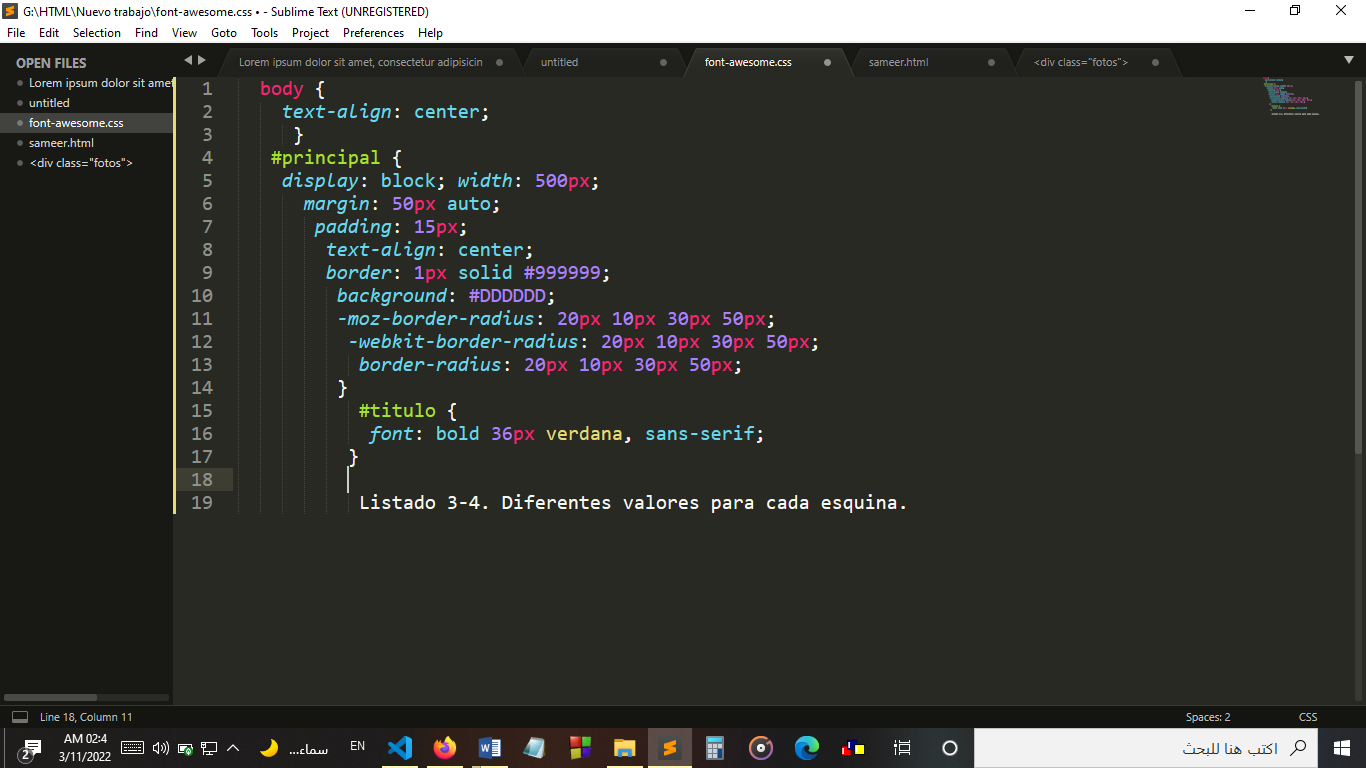 G:\HTML\Nuevo trabajo\font-awesome.css • - Sublime Text (UNREGISTERED)
File Edit Selection Find View Goto Tools Project Preferences Help
OPEN FILES
Lorem ipsum dolor sit amet
untitled
font-awesome.css
sameer.html
<div class="fotos">
Lorem ipsum dolor sit amet, consectetur adipisicin
untitled
font-awesome.css
sameer.html
<div class="fotos">
1 body {
2 text-align: center;
3 }
4 #principal {
5 display: block; width: 500px;
6 margin: 50px auto;
7 padding: 15px;
8 text-align: center;
9 border: 1px solid #999999;
10 background: #DDDDDD;
11 -moz-border-radius: 20px 10px 30px 50px;
12 -webkit-border-radius: 20px 10px 30px 50px;
13 border-radius: 20px 10px 30px 50px;
14 }
15 #titulo {
16 font: bold 36px verdana, sans-serif;
17 }
18
19 Listado 3-4. Diferentes valores para cada esquina.
Line 18, Column 11
Spaces: 2
CSS
2
AM 02:4
3/11/2022
سماء...
EN
اكتب هنا للبحث